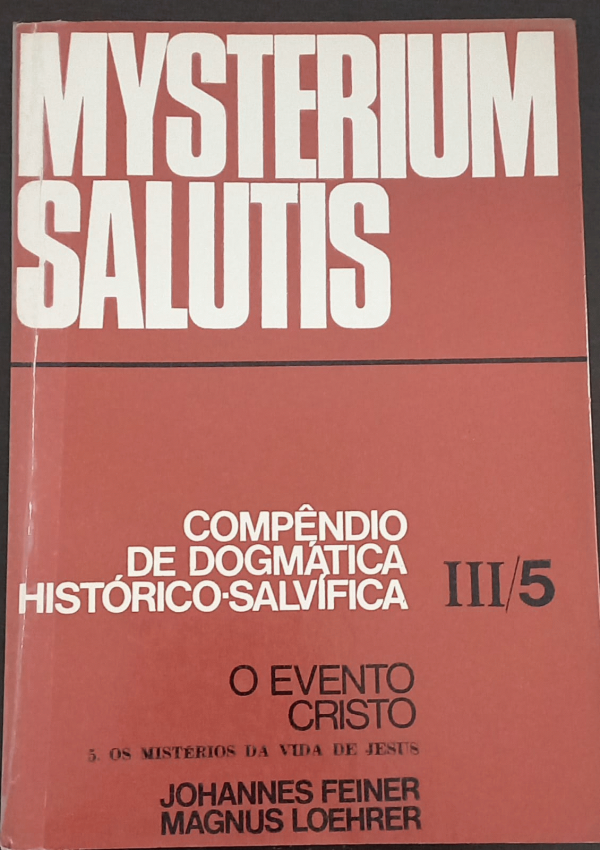 MYSTERIUM
SALUTIS
COMPÊNDIO
DE DOGMÁTICA
HISTÓRICO-SALVÍFICA
III/5
O EVENTO
CRISTO
5. OS MISTÉRIOS DA VIDA DE JESUS
JOHANNES FEINER
MAGNUS LOEHRER